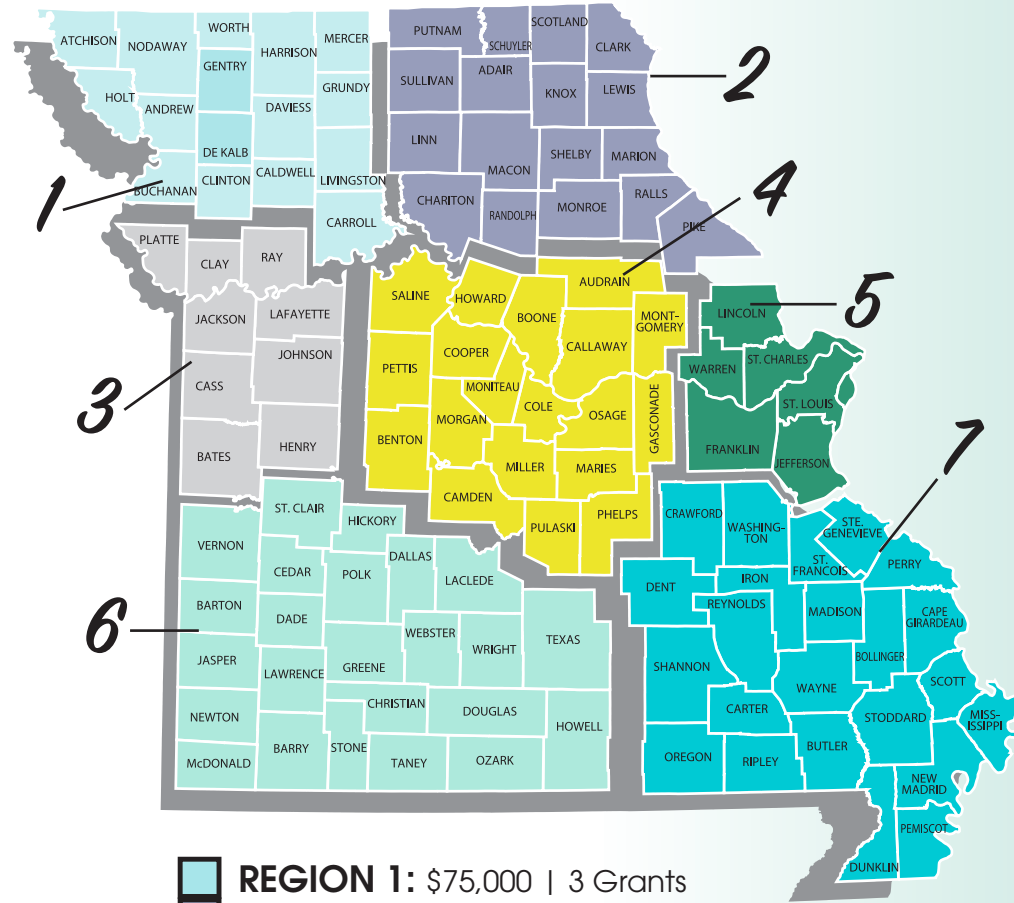 WORTH
ATCHISON
NODAWAY
HARRISON
MERCER
GENTRY
HOLT
ANDREW
DAVIESS
GRUNDY
DE KALB
BUCHANAN
CLINTON
CALDWELL
LIVINGSTON
CARROLL
1
PUTNAM
SCHUYLER
SCOTLAND
CLARK
SULLIVAN
ADAIR
KNOX
LEWIS
LINN
MACON
SHELBY
MARION
CHARITON
RANDOLPH
MONROE
RALLS
PIKE
2
PLATTE
CLAY
RAY
JACKSON
LAFAYETTE
JOHNSON
CASS
BATES
HENRY
3
SALINE
HOWARD
BOONE
AUDRAIN
MONT-
GOMERY
CALLAWAY
COOPER
PETTIS
MONITEAU
COLE
OSAGE
GASCONADE
MORGAN
BENTON
MILLER
MARIES
CAMDEN
PULASKI
PHELPS
4
LINCOLN
WARREN
ST. CHARLES
ST. LOUIS
FRANKLIN
JEFFERSON
5
ST. CLAIR
HICKORY
VERNON
CEDAR
POLK
DALLAS
LACLEDE
BARTON
DADE
WEBSTER
WRIGHT
TEXAS
JASPER
LAWRENCE
GREENE
CHRISTIAN
DOUGLAS
HOWELL
NEWTON
McDONALD
BARRY
STONE
TANEY
OZARK
6
CRAWFORD
WASHING-
TON
STE.
GENEVIEVE
ST.
FRANCOIS
PERRY
DENT
IRON
REYNOLDS
MADISON
CAPE
GIRARDEAU
BOLLINGER
SHANNON
WAYNE
SCOTT
CARTER
STODDARD
MISS-
ISSIPPI
OREGON
RIPLEY
BUTLER
NEW
MADRID
PEMISCOT
DUNKLIN
7
REGION 1: $75,000 | 3 Grants